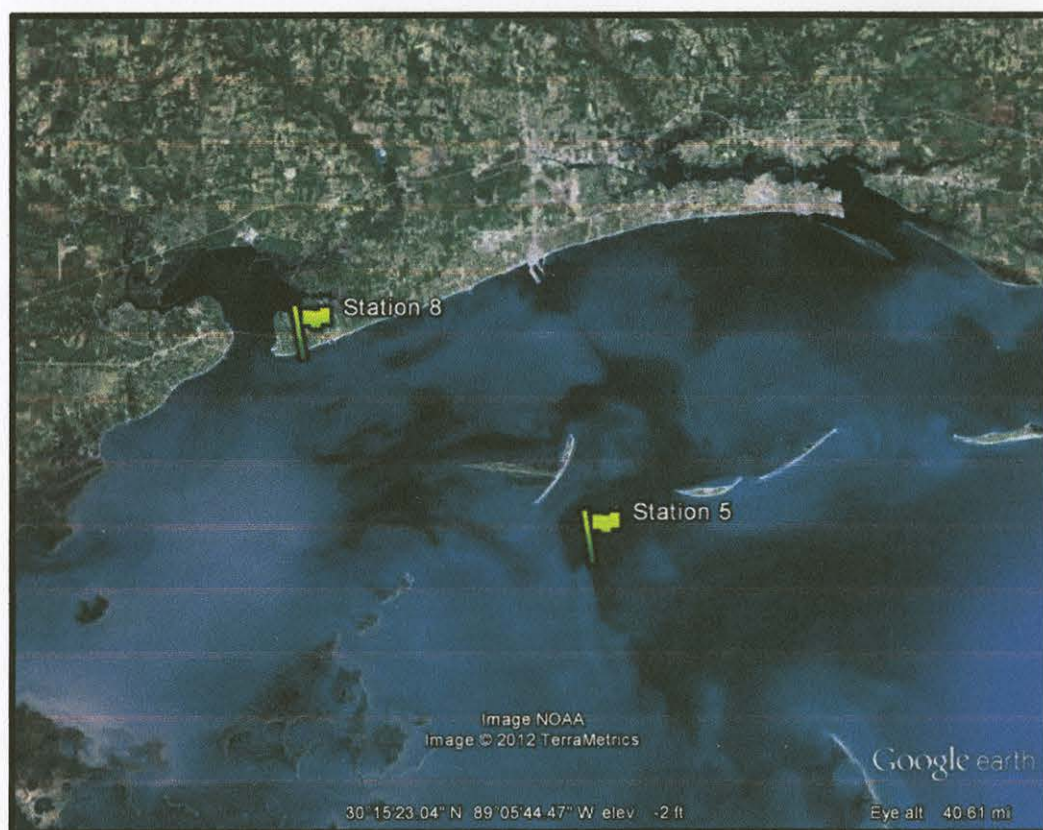 Station 8
Station 5
Image NOAA
Image © 2012 TerraMetrics
Google earth
30°15'23.04" N 89°05'44.47" W elev -2 ft
Eye alt 40.61 mi